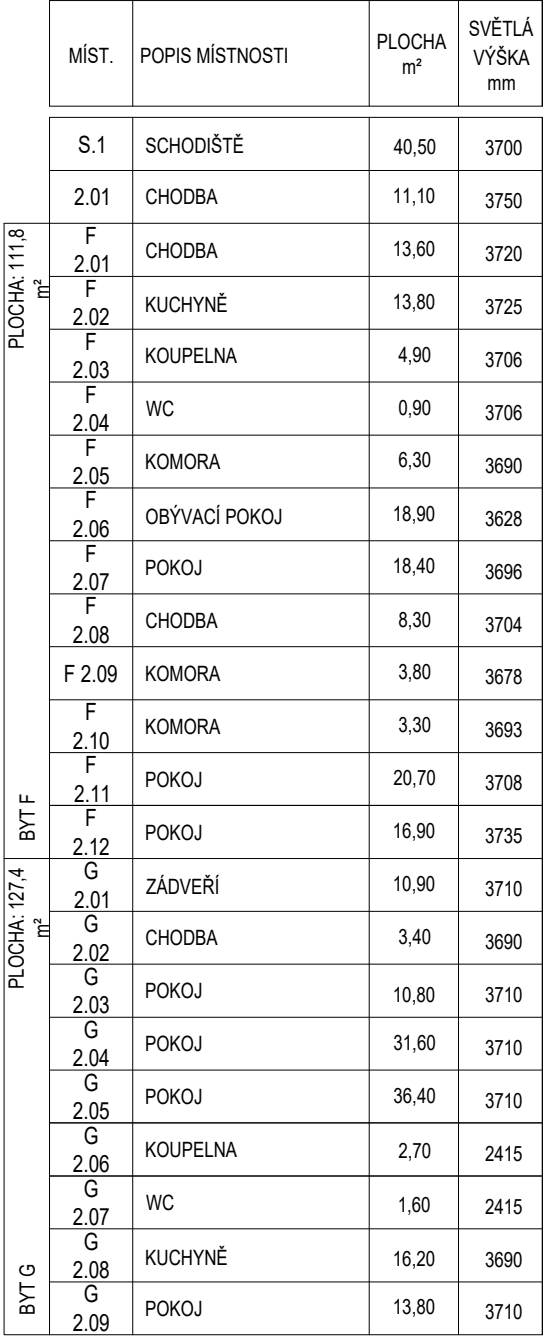 MÍST. POPIS MÍSTNOSTI PLOCHA m² SVĚTLÁ VÝŠKA mm
S.1 SCHODIŠTĚ 40,50 3700
2.01 CHODBA 11,10 3750
BYT F PLOCHA: 111,8 m²
F 2.01 CHODBA 13,60 3720
F 2.02 KUCHYNĚ 13,80 3725
F 2.03 KOUPELNA 4,90 3706
F 2.04 WC 0,90 3706
F 2.05 KOMORA 6,30 3690
F 2.06 OBÝVACÍ POKOJ 18,90 3628
F 2.07 POKOJ 18,40 3696
F 2.08 CHODBA 8,30 3704
F 2.09 KOMORA 3,80 3678
F 2.10 KOMORA 3,30 3693
F 2.11 POKOJ 20,70 3708
F 2.12 POKOJ 16,90 3735
BYT G PLOCHA: 127,4 m²
G 2.01 ZÁDVEŘÍ 10,90 3710
G 2.02 CHODBA 3,40 3690
G 2.03 POKOJ 10,80 3710
G 2.04 POKOJ 31,60 3710
G 2.05 POKOJ 36,40 3710
G 2.06 KOUPELNA 2,70 2415
G 2.07 WC 1,60 2415
G 2.08 KUCHYNĚ 16,20 3690
G 2.09 POKOJ 13,80 3710